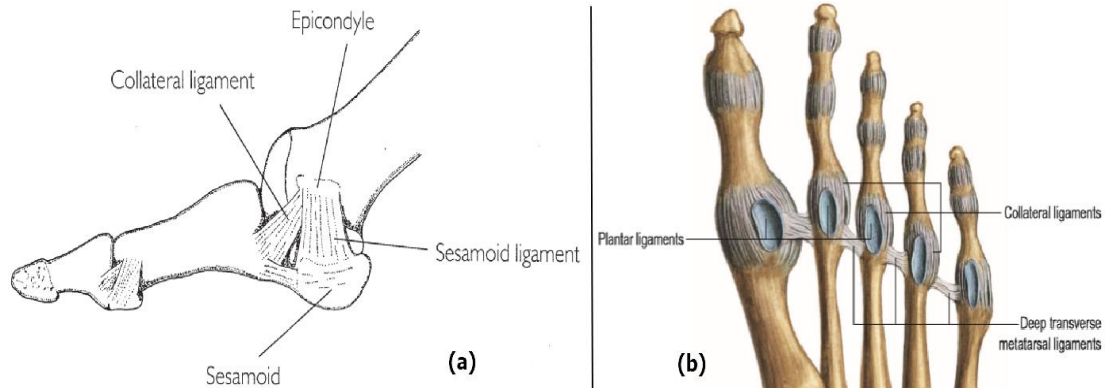 Epicondyle
Collateral ligament
Sesamoid ligament
Sesamoid
(a)
Plantar ligaments
Collateral ligaments
Deep transverse
metatarsal ligaments
(b)